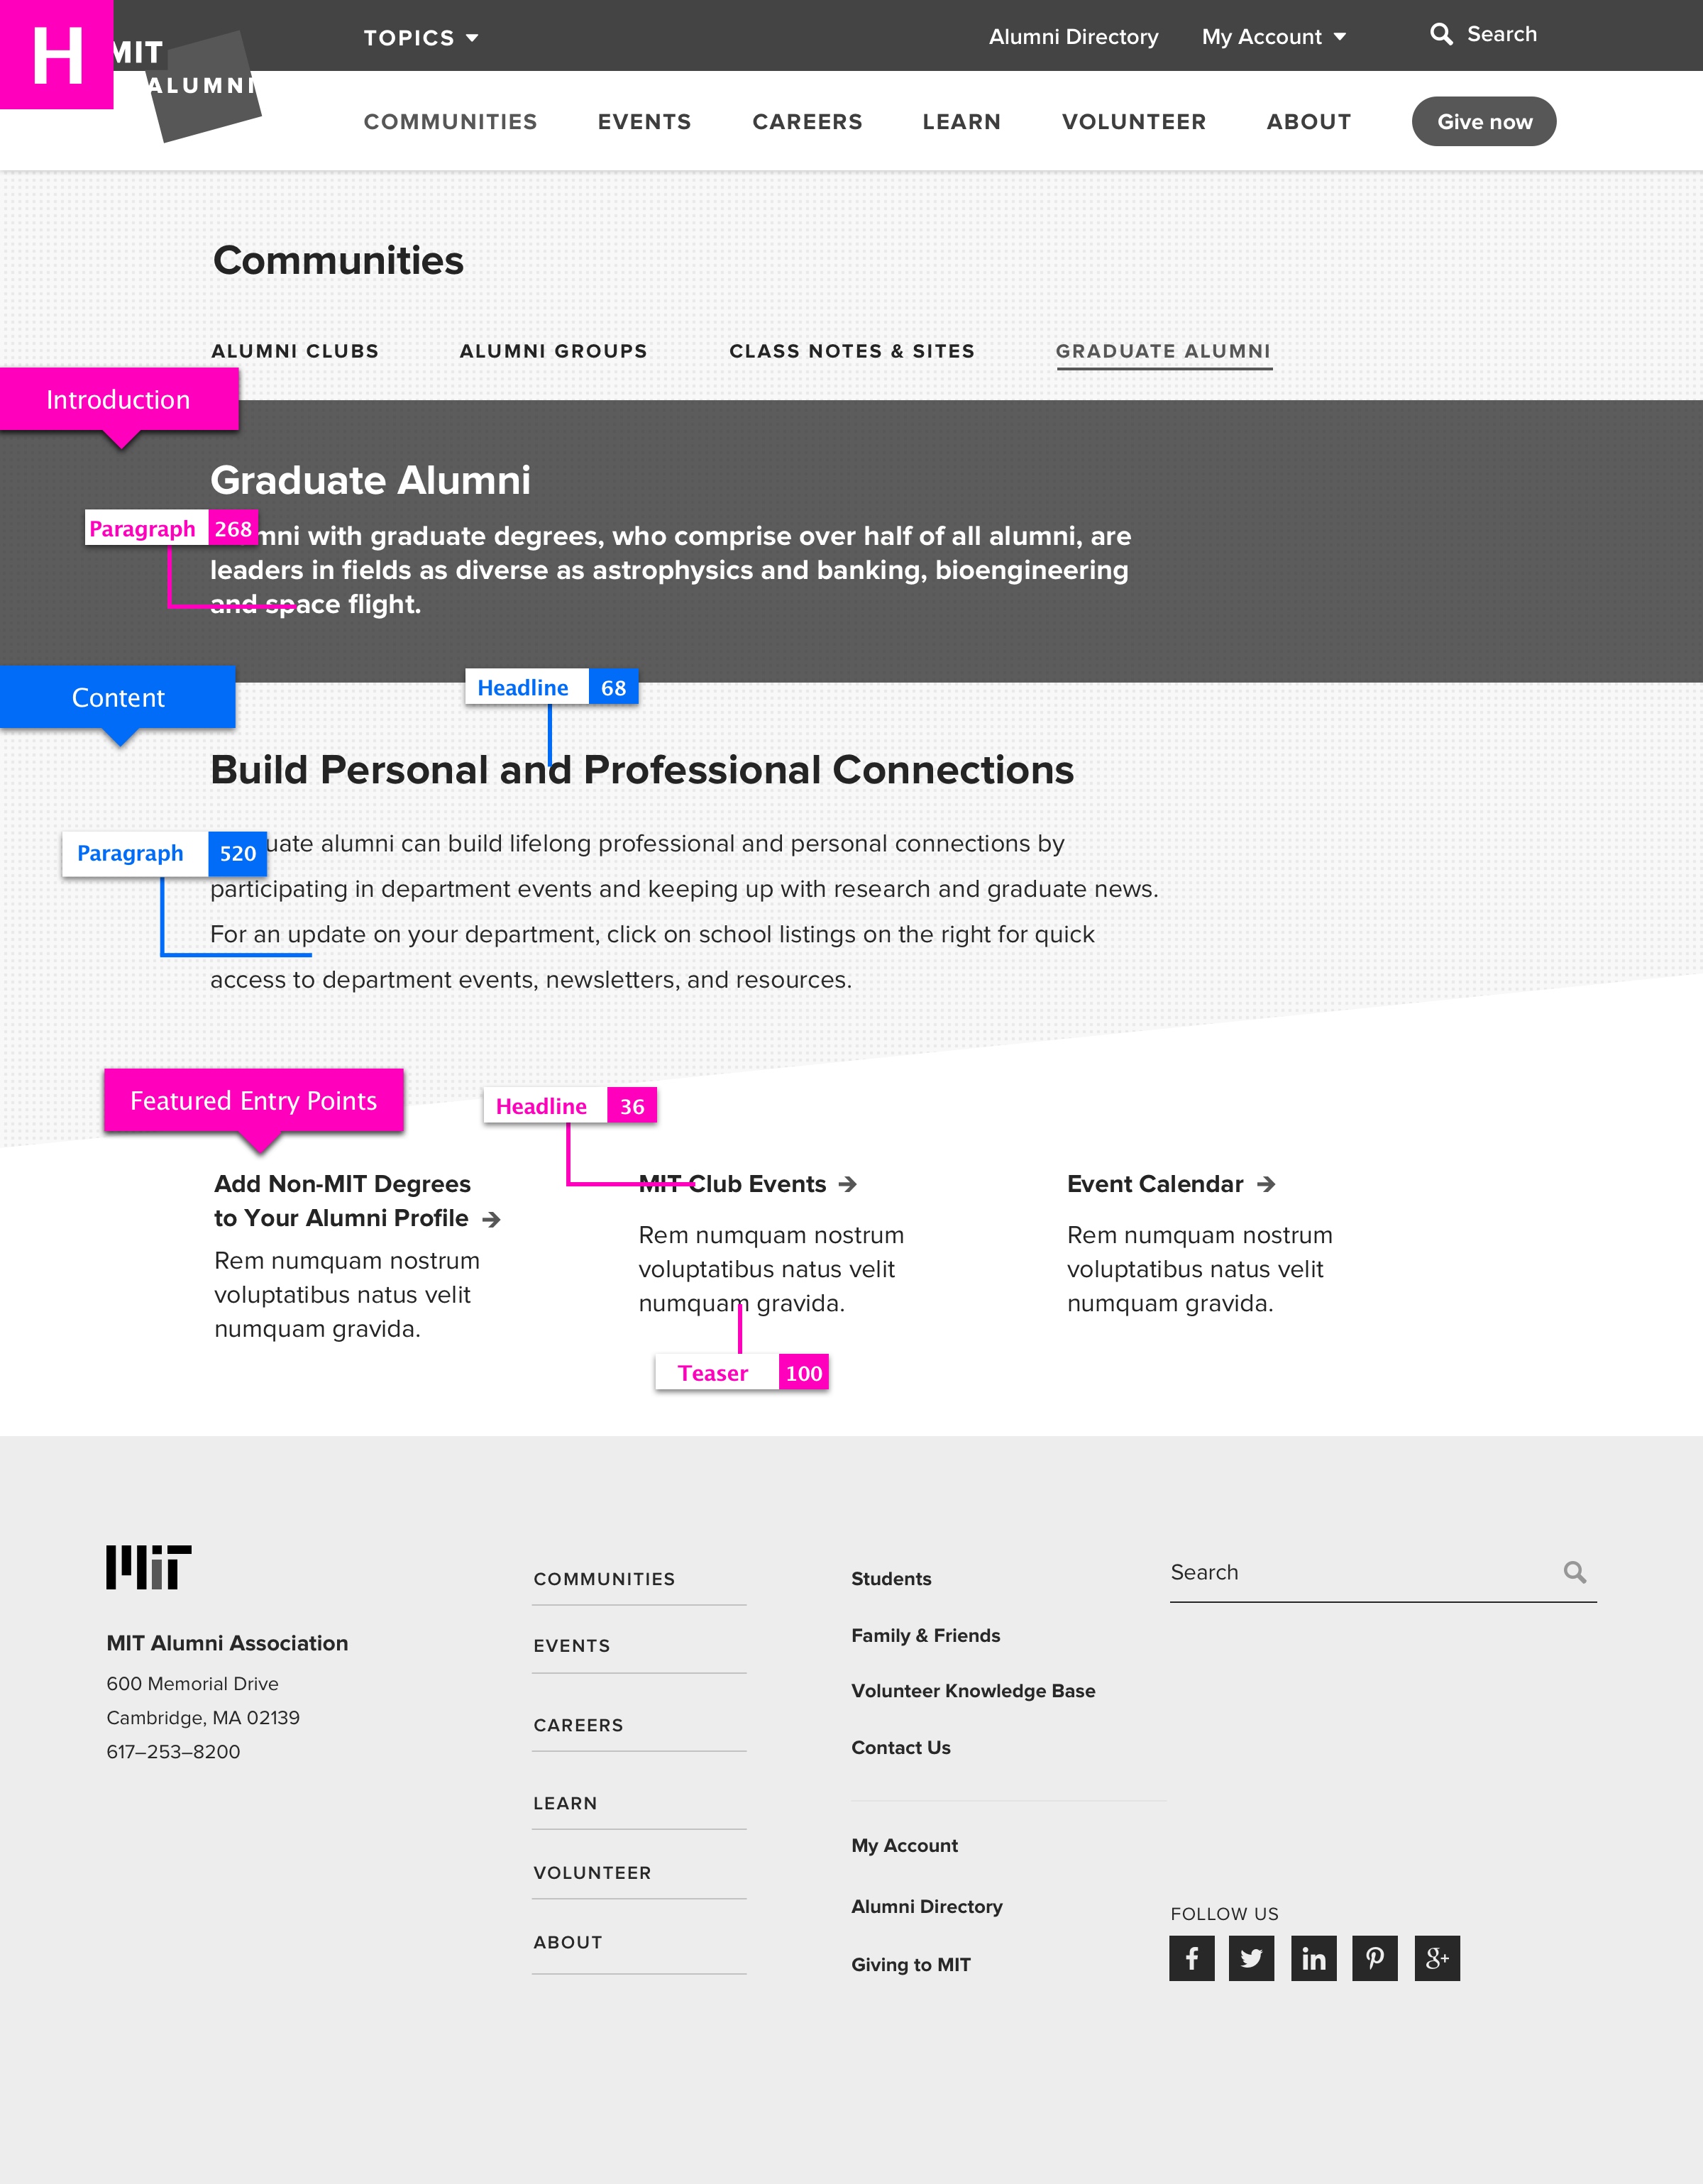 H
MIT
ALUMNI
TOPICS
Alumni Directory
My Account
Search
COMMUNITIES
EVENTS
CAREERS
LEARN
VOLUNTEER
ABOUT
Give now
Communities
ALUMNI CLUBS
ALUMNI GROUPS
CLASS NOTES & SITES
GRADUATE ALUMNI
Introduction
Graduate Alumni
Paragraph 268
with graduate degrees, who comprise over half of all alumni, are
leaders in fields as diverse as astrophysics and banking, bioengineering
and space flight.
Content
Headline 68
Build Personal and Professional Connections
Paragraph 520
alumni can build lifelong professional and personal connections by
participating in department events and keeping up with research and graduate news.
For an update on your department, click on school listings on the right for quick
access to department events, newsletters, and resources.
Featured Entry Points
Headline 36
Add Non-MIT Degrees
to Your Alumni Profile
Rem numquam nostrum
voluptatibus natus velit
numquam gravida.
MIT Club Events
Rem numquam nostrum
voluptatibus natus velit
numquam gravida.
Teaser 100
Event Calendar
Rem numquam nostrum
voluptatibus natus velit
numquam gravida.
MIT
MIT Alumni Association
600 Memorial Drive
Cambridge, MA 02139
617–253–8200
COMMUNITIES
EVENTS
CAREERS
LEARN
VOLUNTEER
ABOUT
Students
Family & Friends
Volunteer Knowledge Base
Contact Us
My Account
Alumni Directory
Giving to MIT
Search
FOLLOW US
f
in
g+